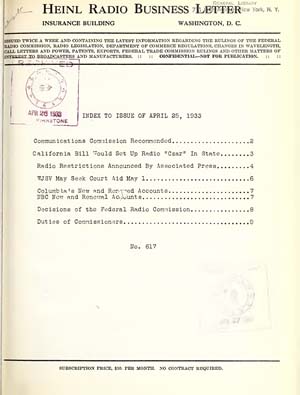 HEINL RADIO BUSINESS LETTER
INSURANCE BUILDING WASHINGTON, D. C.
GENERAL LIBRARY
New York, N. Y.
ISSUED TWICE A WEEK AND CONTAINING THE LATEST INFORMATION REGARDING THE RULINGS OF THE FEDERAL
RADIO COMMISSION, RADIO LEGISLATION, DEPARTMENT OF COMMERCE REGULATIONS, CHANGES IN WAVELENGTH,
CALL LETTERS AND POWER, PATENTS, EXPORTS, FEDERAL TRADE COMMISSION RULINGS AND OTHER MATTERS OF
INTEREST TO BROADCASTERS AND MANUFACTURERS. :: :: CONFIDENTIAL—NOT FOR PUBLICATION. :: ::
APR 26 1933
INDEX TO ISSUE OF APRIL 25, 1933
Communications Commission Recommended.................2
California Bill Would Set Up Radio "Czar" In State.......3
Radio Restrictions Announced By Associated Press.........4
WJSV May Seek Court Aid May 1............................6
Columbia's New and Renewed Accounts......................7
NBC New and Renewal Accounts.............................7
Decisions of the Federal Radio Commission................8
Duties of Commissioners..................................9
No. 617
SUBSCRIPTION PRICE, $10 PER MONTH. NO CONTRACT REQUIRED.